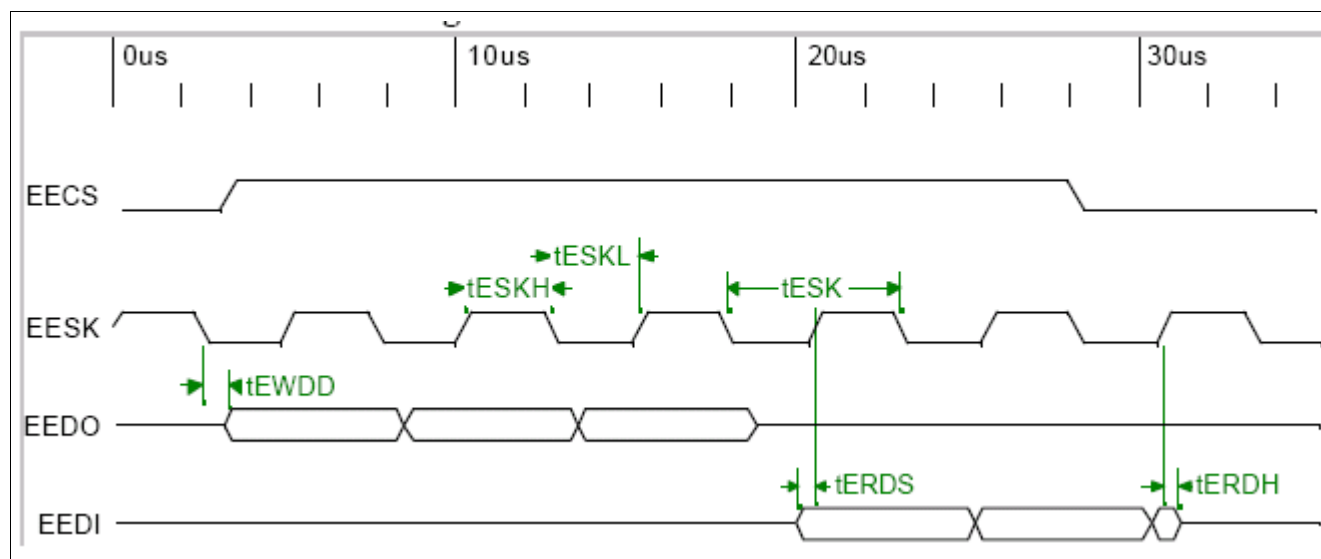 0us 10us 20us 30us
EECS
tESKL
tESKH tESK
EESK
tEWDD
EEDO
tERDS tERDH
EEDI